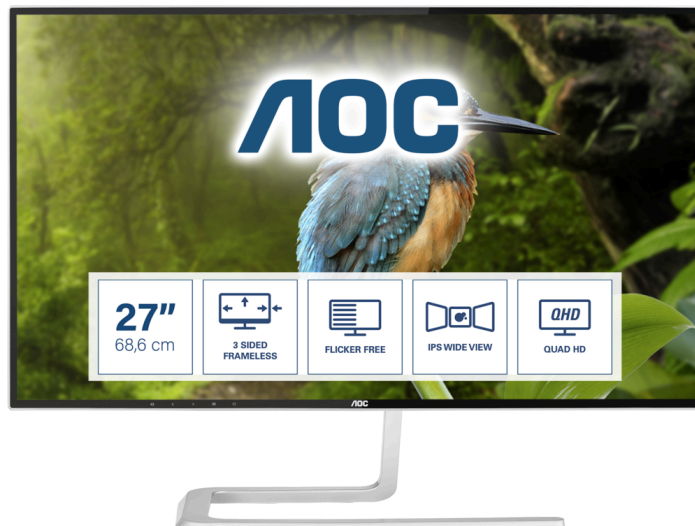 AOC
27"
68,6 cm
3 SIDED
FRAMELESS
FLICKER FREE
IPS WIDE VIEW
QHD
QUAD HD
AOC